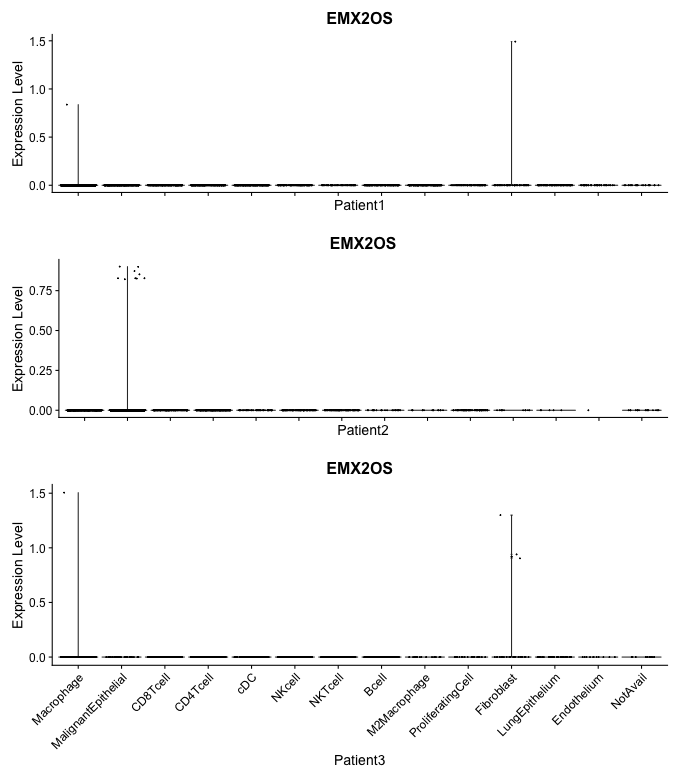 EMX2OS
Expression Level
1.5
1.0
0.5
0.0
Patient1
EMX2OS
Expression Level
0.75
0.50
0.25
0.00
Patient2
EMX2OS
Expression Level
1.5
1.0
0.5
0.0
Macrophage
MalignantEpithelial
CD8Tcell
CD4Tcell
cDC
NKcell
NKTcell
Bcell
M2Macrophage
ProliferatingCell
Fibroblast
LungEpithelium
Endothelium
NotAvail
Patient3